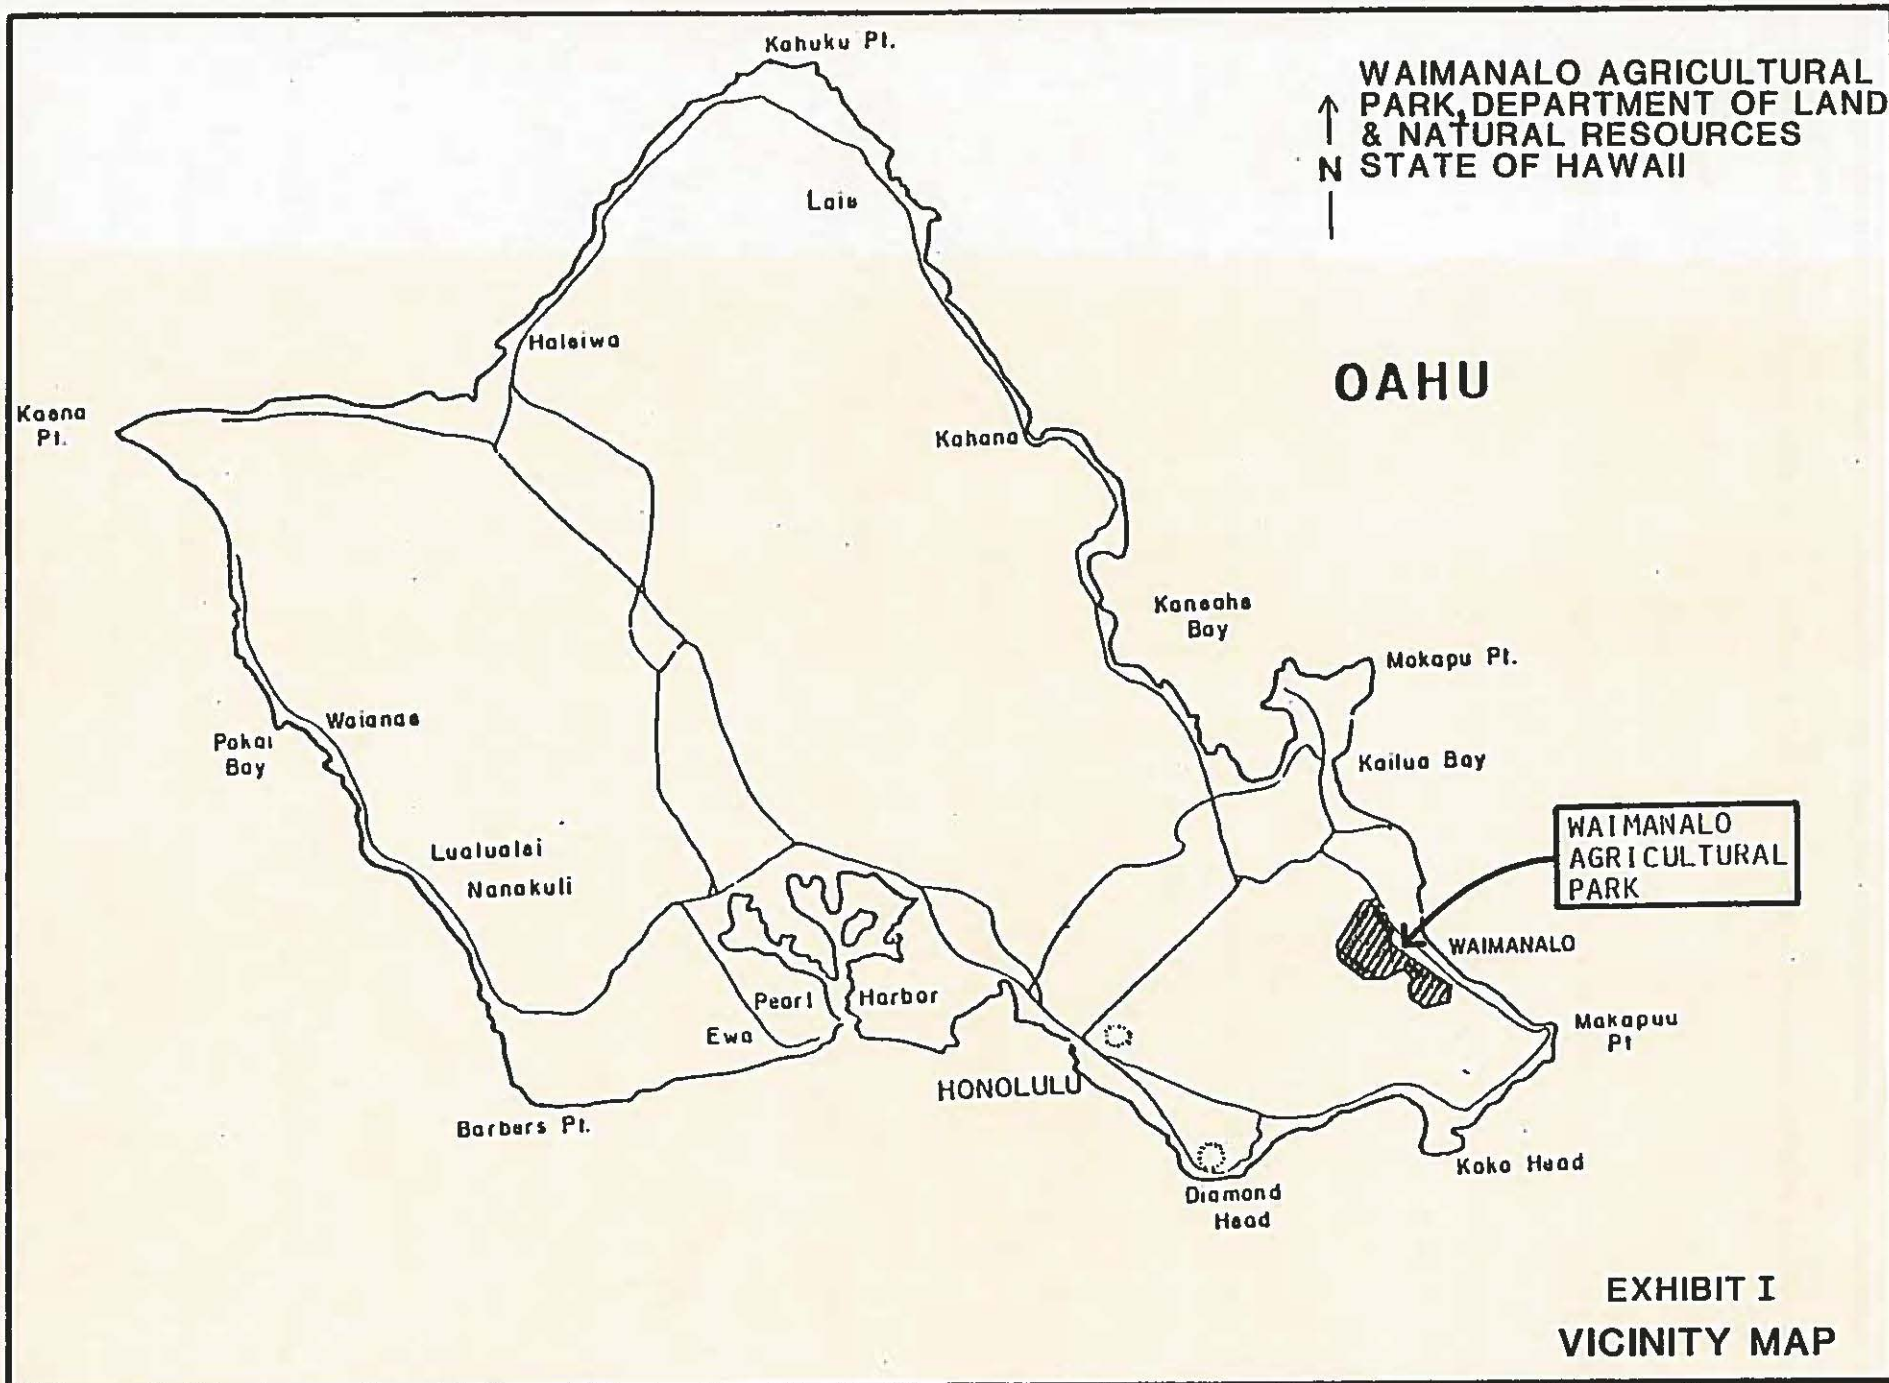 WAIMANALO AGRICULTURAL
PARK, DEPARTMENT OF LAND
& NATURAL RESOURCES
STATE OF HAWAII
N
OAHU
Kahuku Pt.
Laie
Haleiwa
Kaena
Pt.
Kahana
Kaneohe
Bay
Mokapu Pt.
Waianae
Pokai
Bay
Kailua Bay
WAIMANALO
AGRICULTURAL
PARK
Lualualei
Nanakuli
WAIMANALO
Pearl Harbor
Ewa
Makapuu
Pt
HONOLULU
Barbers Pt.
Koko Head
Diamond
Head
EXHIBIT I
VICINITY MAP